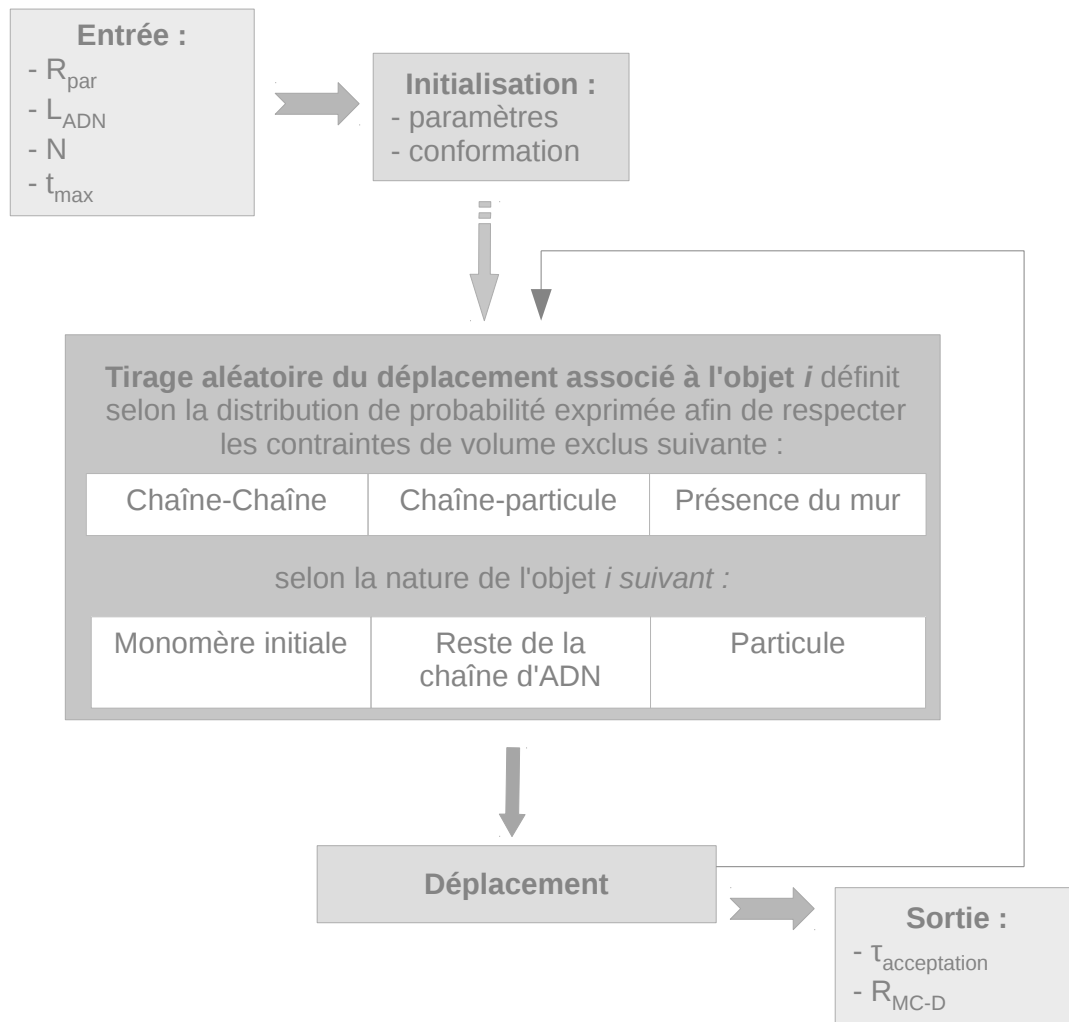 Entrée :
- R_par
- L_ADN
- N
- t_max
Initialisation :
- paramètres
- conformation
Tirage aléatoire du déplacement associé à l'objet i définit
selon la distribution de probabilité exprimée afin de respecter
les contraintes de volume exclus suivante :
Chaîne-Chaîne
Chaîne-particule
Présence du mur
selon la nature de l'objet i suivant :
Monomère initiale
Reste de la
chaîne d'ADN
Particule
Déplacement
Sortie :
- τ_acceptation
- R_MC-D